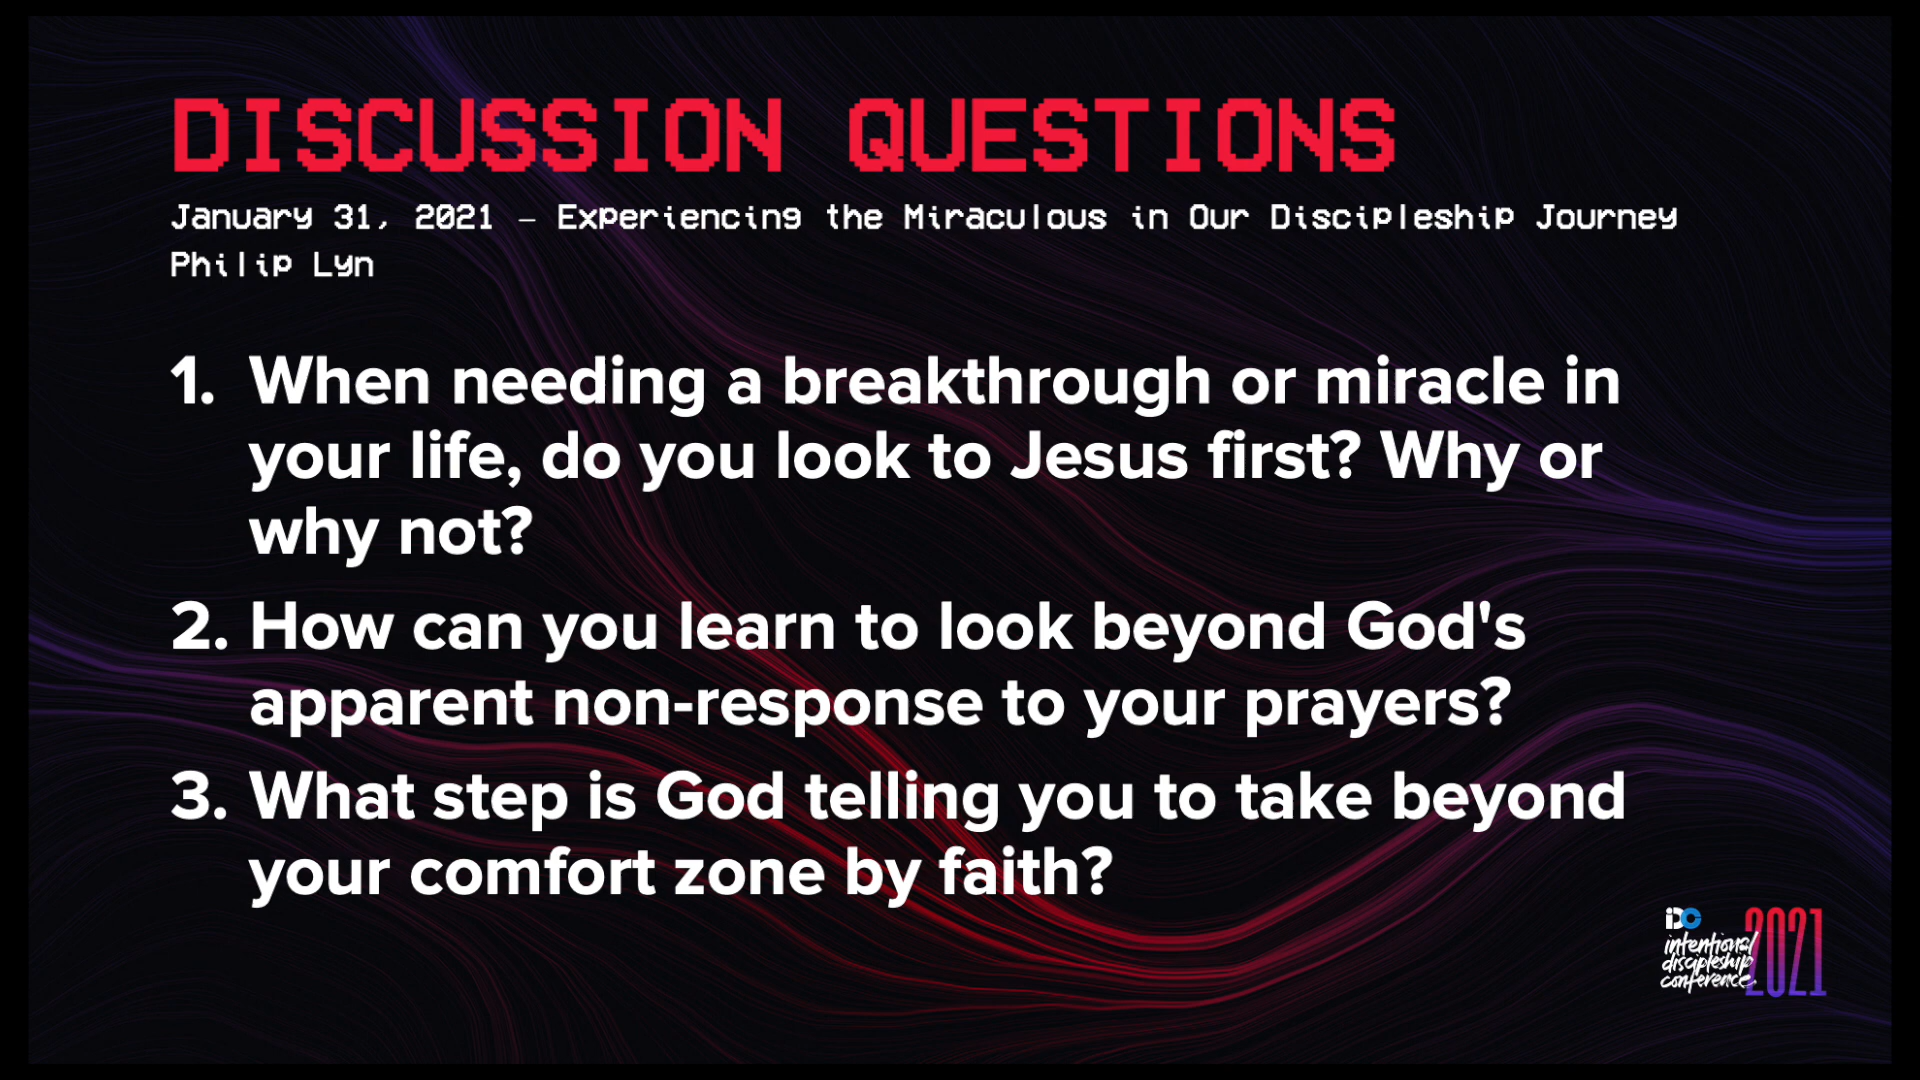 DISCUSSION QUESTIONS
January 31, 2021 – Experiencing the Miraculous in Our Discipleship Journey
Philip Lyn
1. When needing a breakthrough or miracle in
your life, do you look to Jesus first? Why or
why not?
2. How can you learn to look beyond God's
apparent non-response to your prayers?
3. What step is God telling you to take beyond
your comfort zone by faith?
iDC
intentional
discipleship
conference
2021